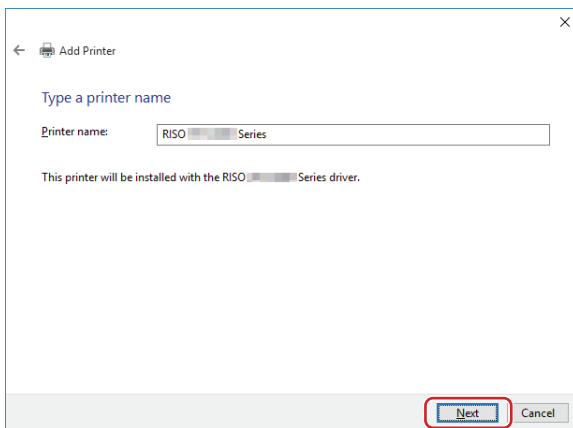 Add Printer
Type a printer name
Printer name: RISO Series
This printer will be installed with the RISO Series driver.
Next Cancel